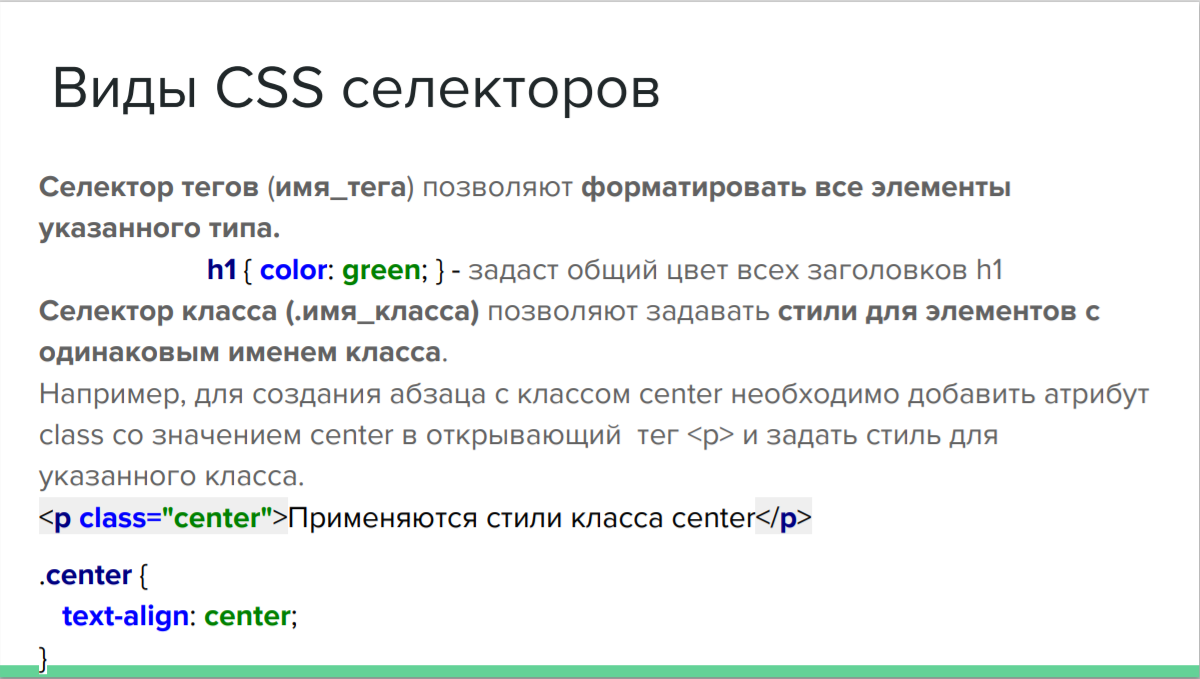 Виды CSS селекторов
Селектор тегов (имя_тега) позволяют форматировать все элементы
указанного типа.
h1 { color: green; } - задаст общий цвет всех заголовков h1
Селектор класса (.имя_класса) позволяют задавать стили для элементов с
одинаковым именем класса.
Например, для создания абзаца с классом center необходимо добавить атрибут
class со значением center в открывающий  тег <p> и задать стиль для
указанного класса.
<p class="center">Применяются стили класса center</p>
.center {
text-align: center;
}